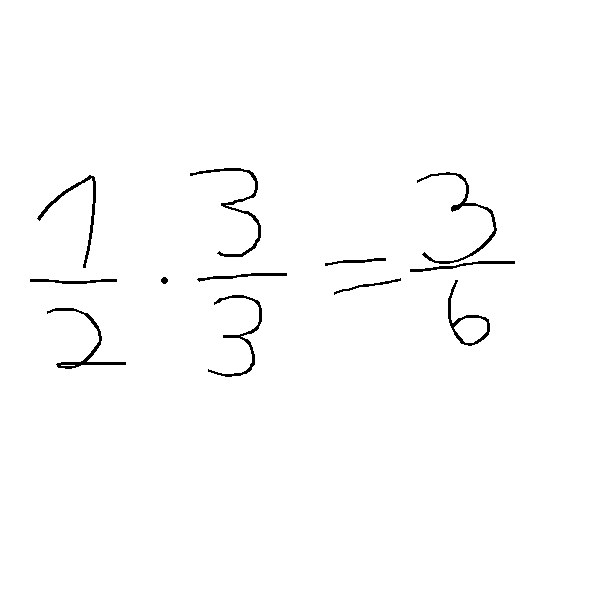 1/2 · 3/3 = 3/6